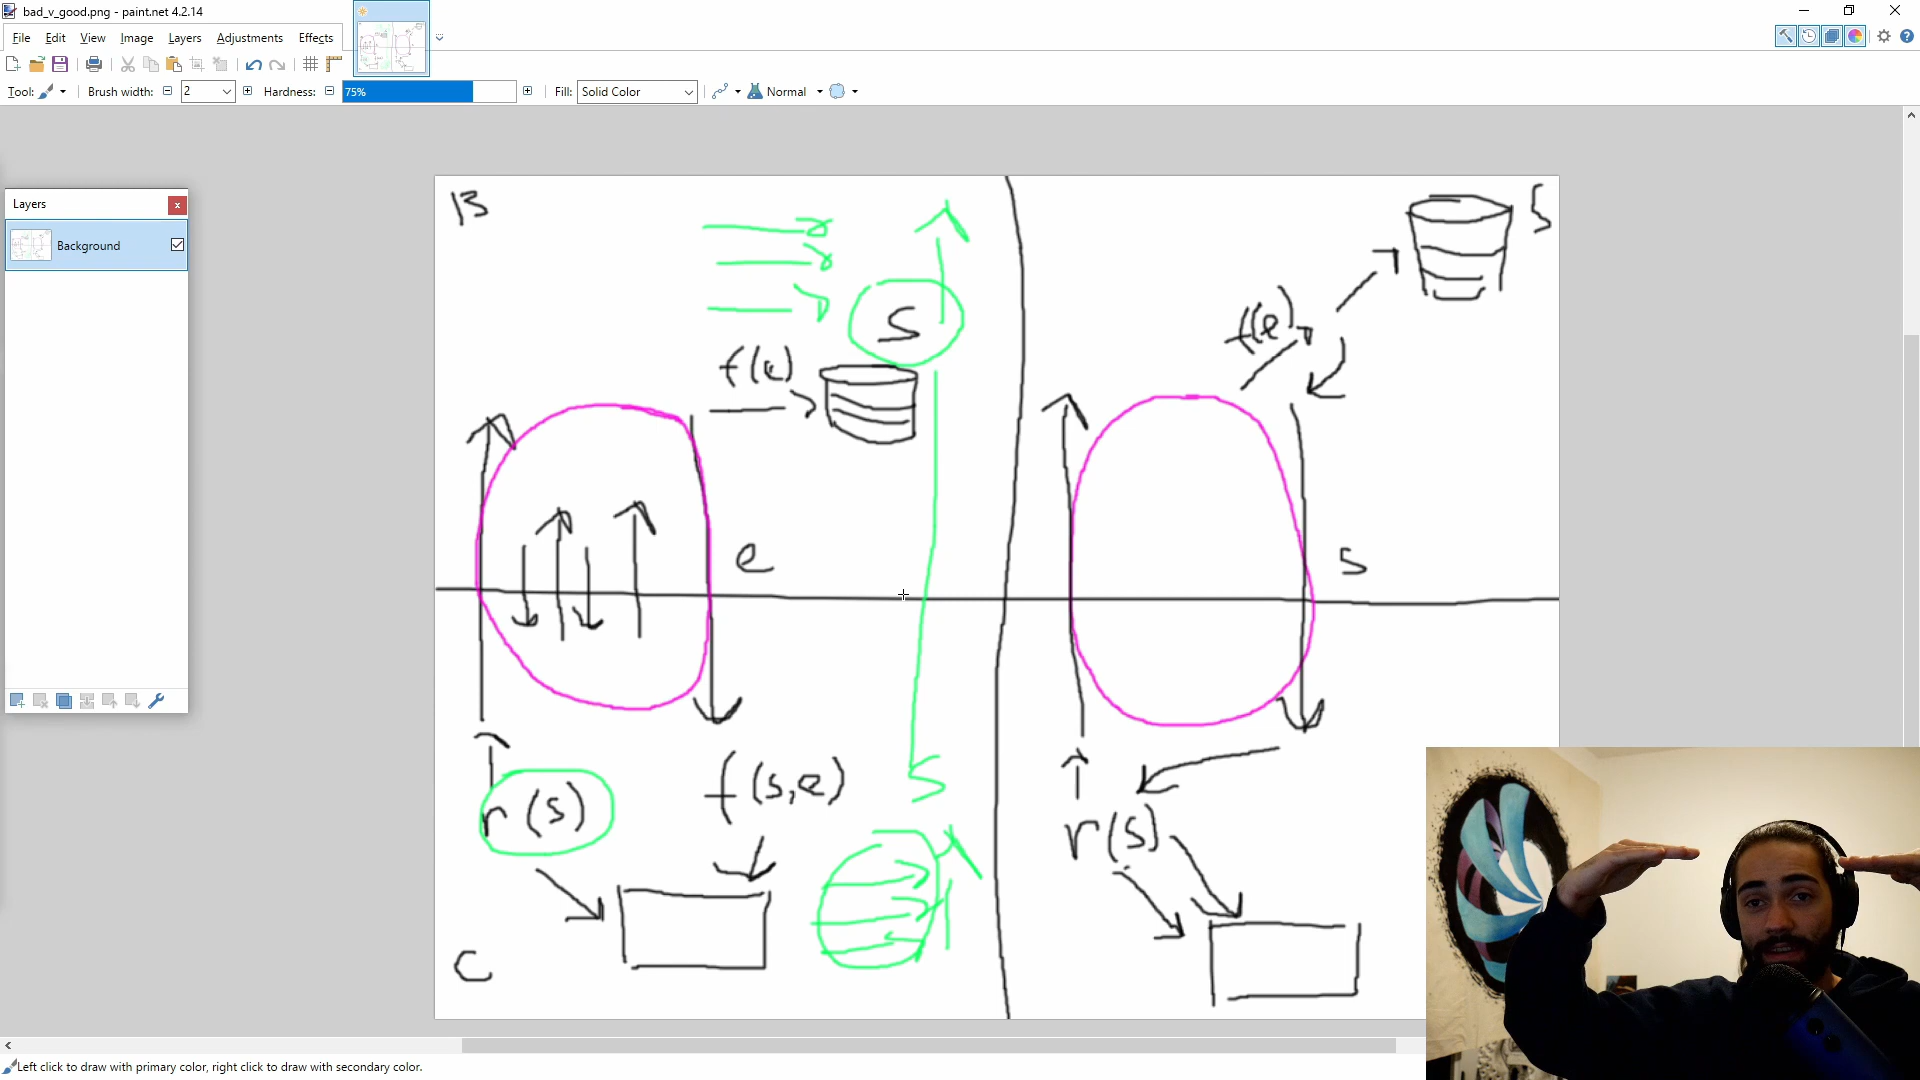 bad_v_good.png - paint.net 4.2.14
File Edit View Image Layers Adjustments Effects
Tool: Brush width: 2 Hardness: 75% Fill: Solid Color Normal
Layers
Background
B
S
S
f(e)
f(e)
e
s
r(s)
f(s,e)
S
r(s)
C
Left click to draw with primary color, right click to draw with secondary color.